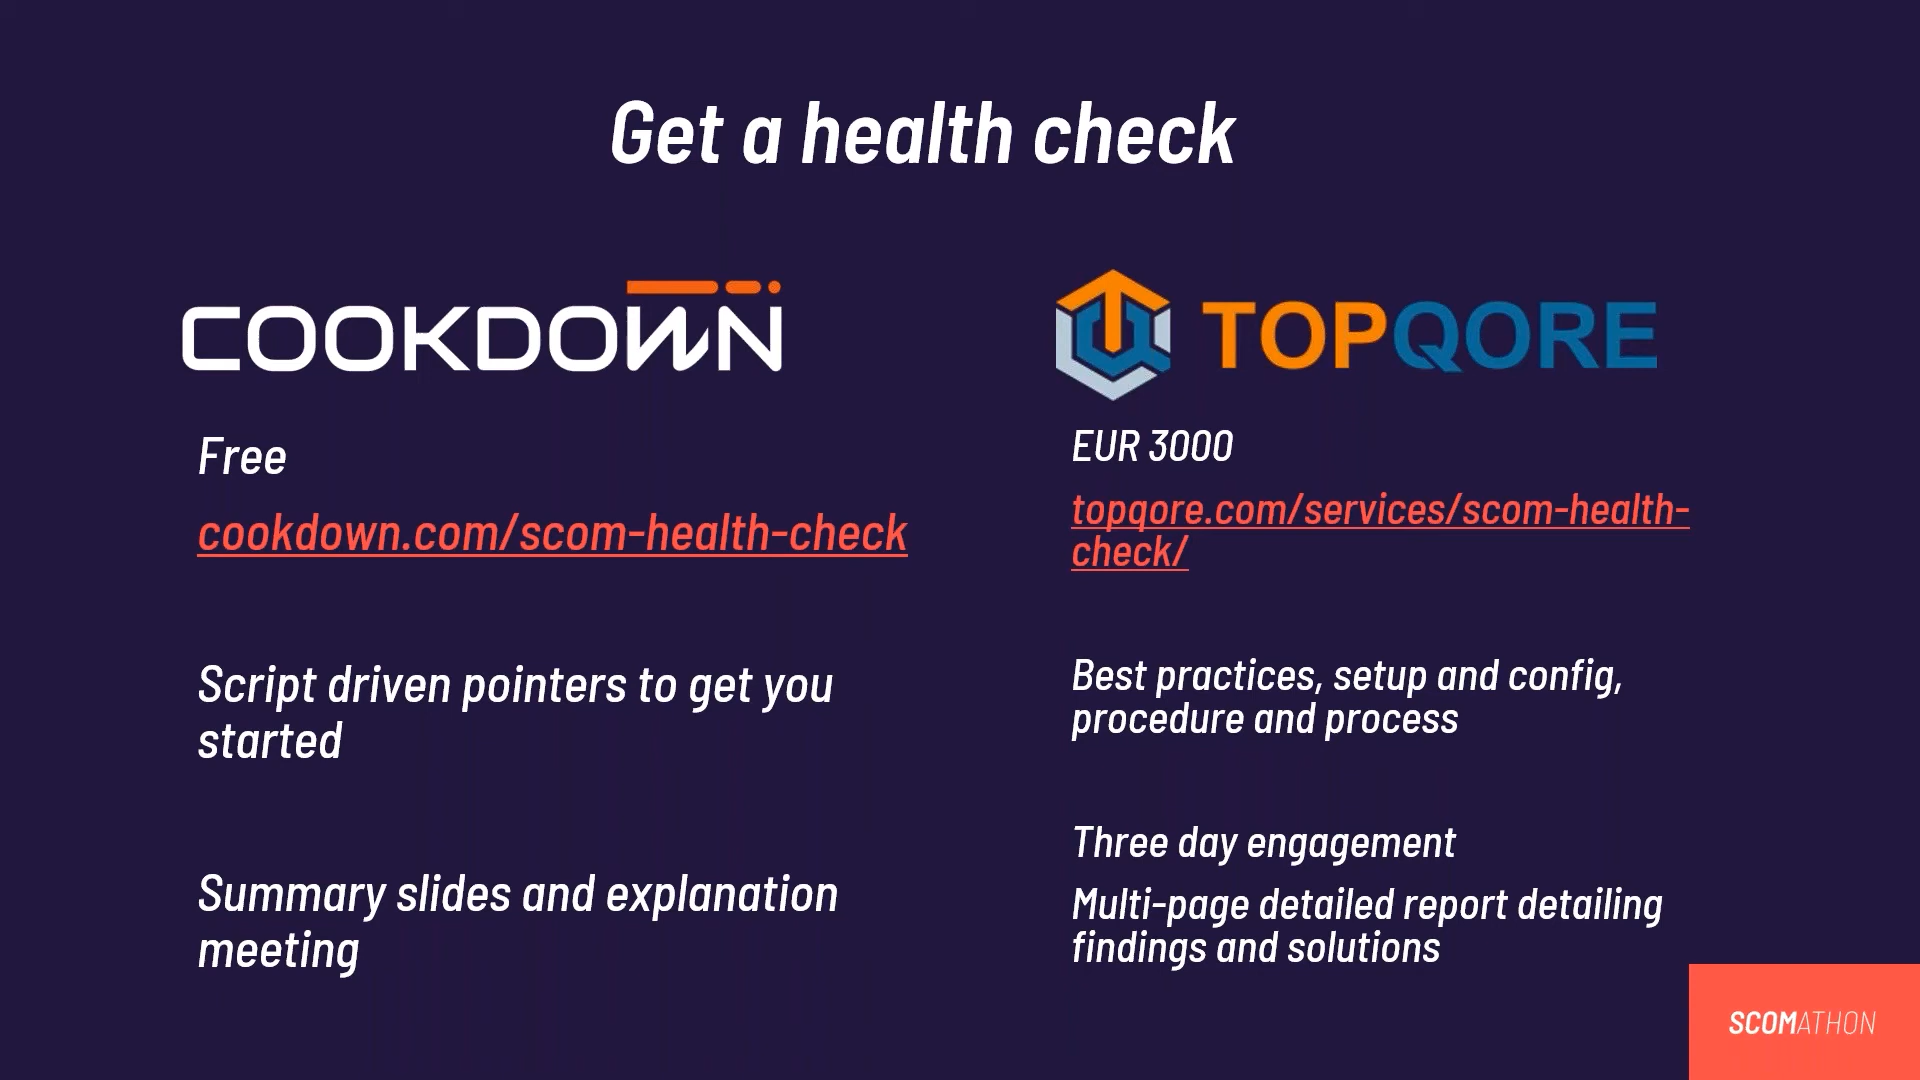 Get a health check
COOKDOWN
Free
cookdown.com/scom-health-check
Script driven pointers to get you
started
Summary slides and explanation
meeting
TOPQORE
EUR 3000
topqore.com/services/scom-health-
check/
Best practices, setup and config,
procedure and process
Three day engagement
Multi-page detailed report detailing
findings and solutions
SCOMATHON